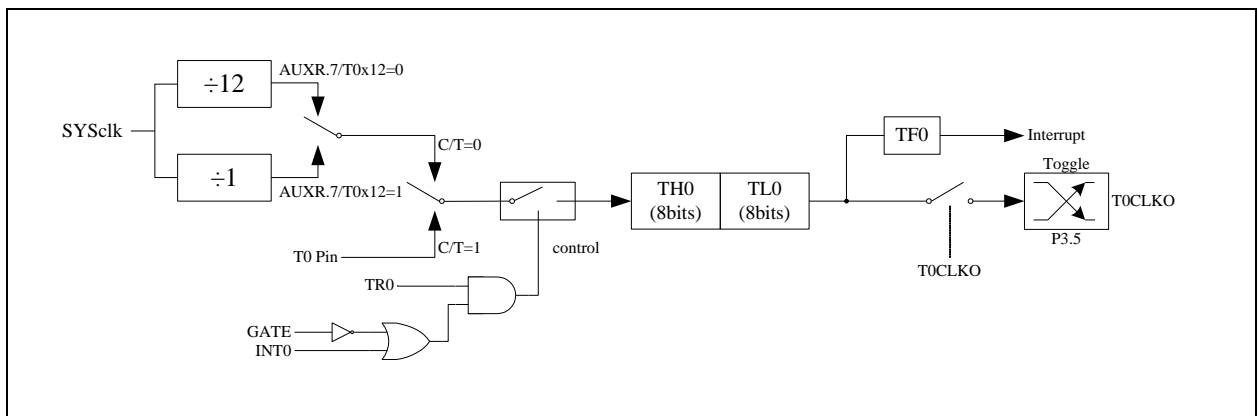 ÷12
AUXR.7/T0x12=0
SYSclk
÷1
AUXR.7/T0x12=1
C/T=0
C/T=1
T0 Pin
control
TR0
GATE
INT0
TH0
(8bits)
TL0
(8bits)
TF0
Interrupt
Toggle
T0CLKO
P3.5
T0CLKO